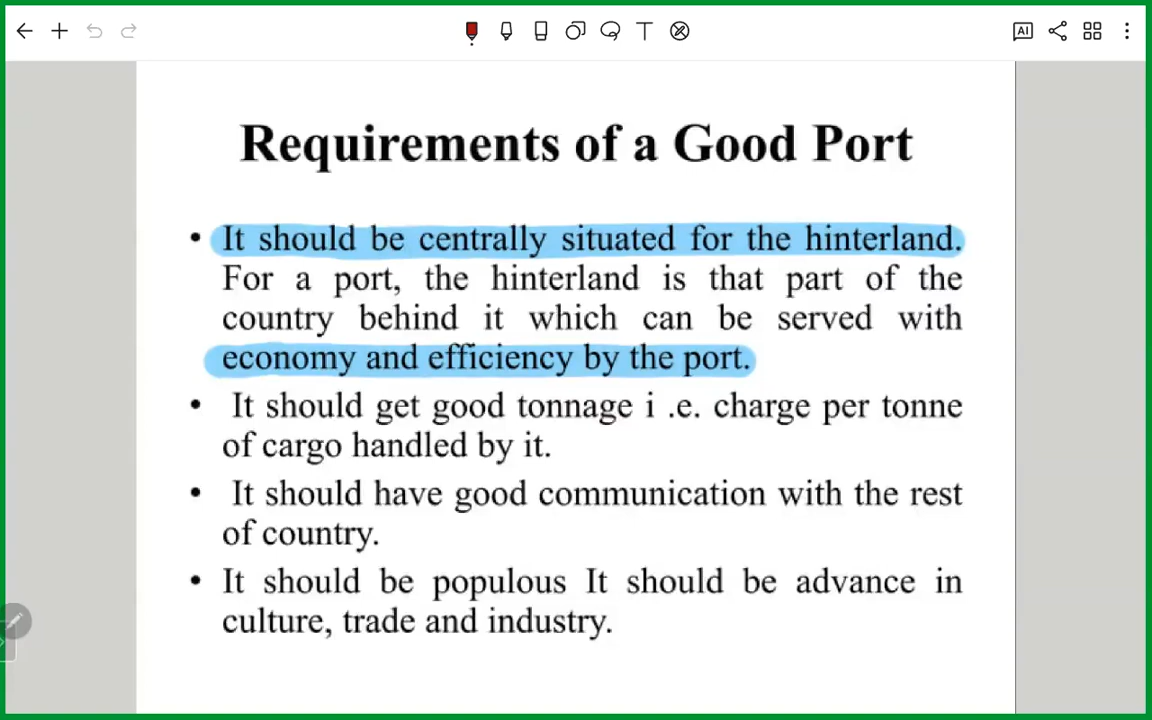 AI
Requirements of a Good Port
• It should be centrally situated for the hinterland.
For a port, the hinterland is that part of the
country behind it which can be served with
economy and efficiency by the port.
• It should get good tonnage i .e. charge per tonne
of cargo handled by it.
• It should have good communication with the rest
of country.
• It should be populous It should be advance in
culture, trade and industry.